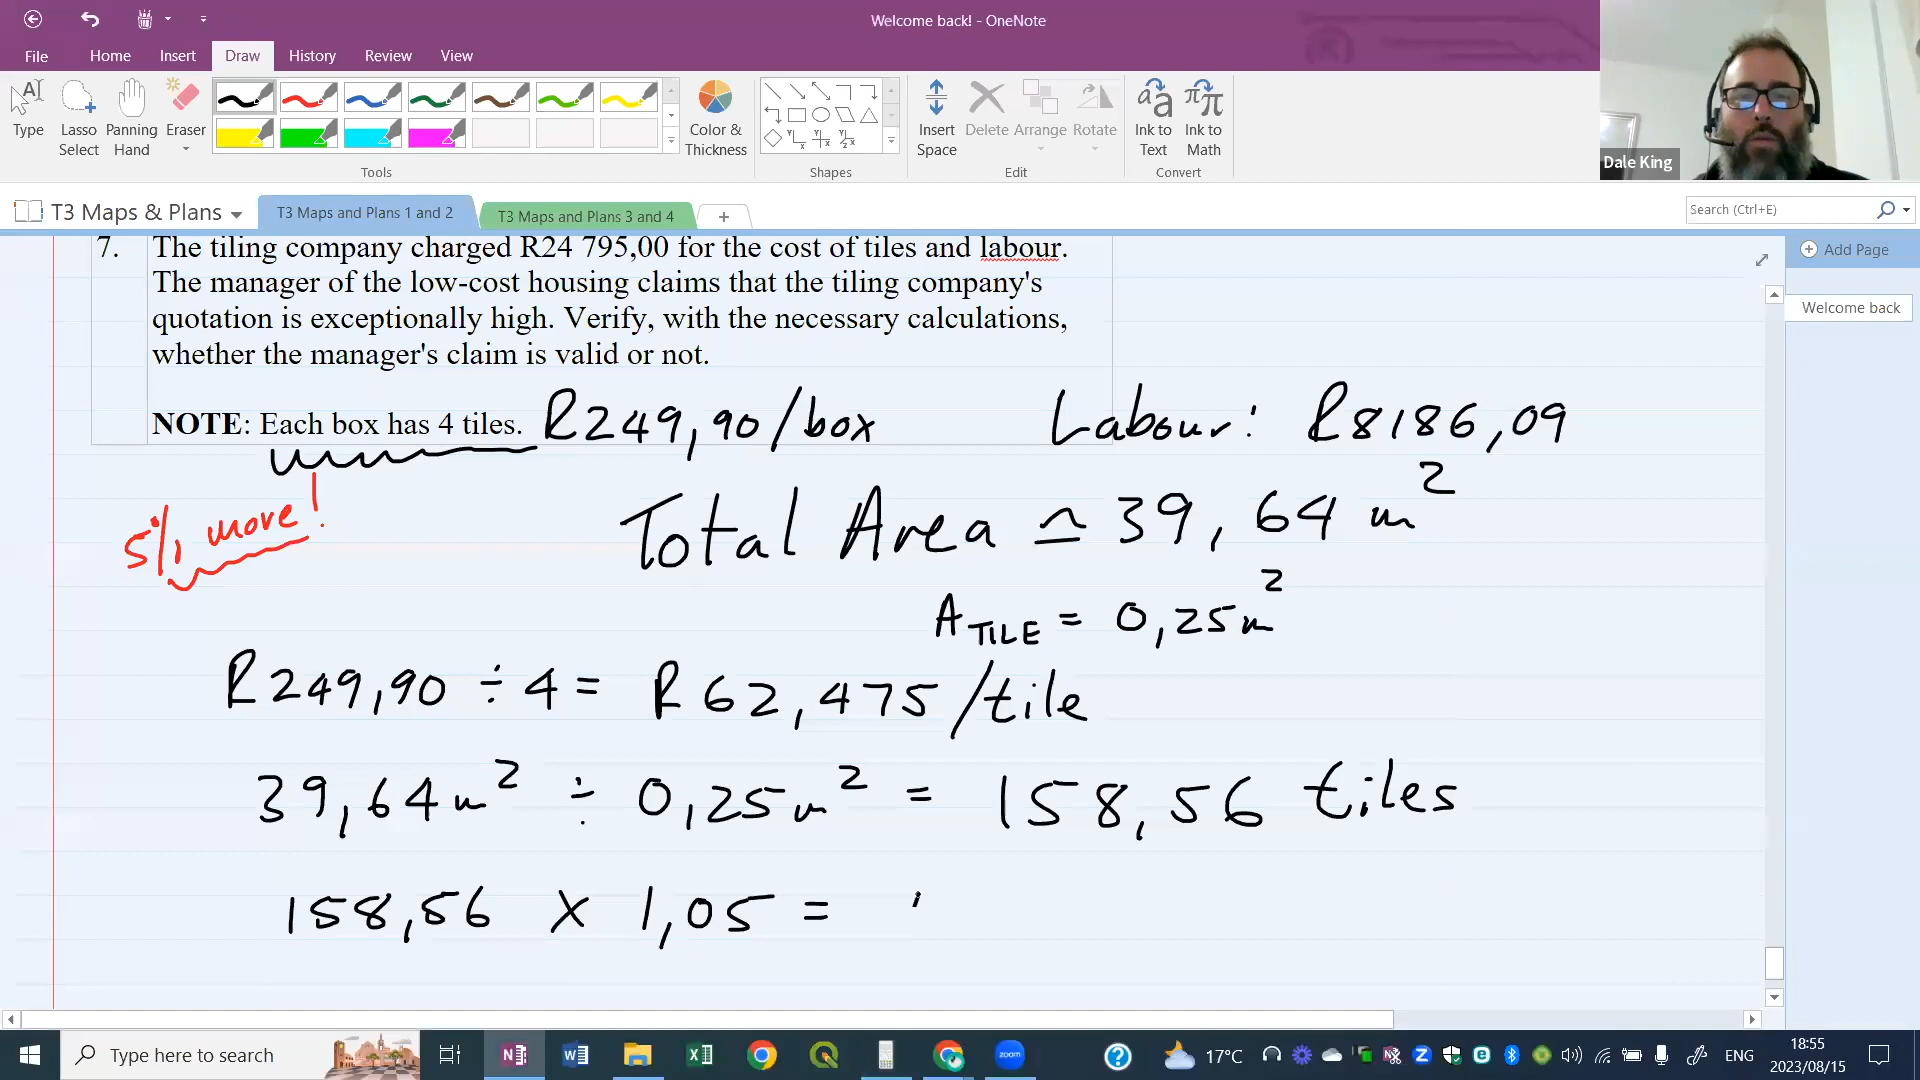 Welcome back! - OneNote
File Home Insert Draw History Review View
Type
Lasso Select
Panning Hand
Eraser
Color & Thickness
Insert Space
Delete
Arrange
Rotate
Ink to Text
Ink to Math
Tools
Shapes
Edit
Convert
Dale King
T3 Maps & Plans
T3 Maps and Plans 1 and 2
T3 Maps and Plans 3 and 4
Search (Ctrl+E)
Add Page
Welcome back
7. The tiling company charged R24 795,00 for the cost of tiles and labour.
The manager of the low-cost housing claims that the tiling company's
quotation is exceptionally high. Verify, with the necessary calculations,
whether the manager's claim is valid or not.
NOTE: Each box has 4 tiles. R249,90/box Labour: R8186,09
5% more!
Total Area ≃ 39,64 m²
A TILE = 0,25m²
R249,90 ÷ 4 = R62,475/tile
39,64m² ÷ 0,25m² = 158,56 tiles
158,56 x 1,05 =
Type here to search
17°C
ENG
18:55
2023/08/15